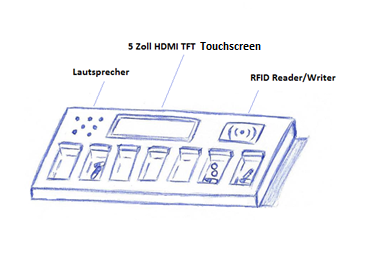 5 Zoll HDMI TFT Touchscreen
Lautsprecher
RFID Reader/Writer